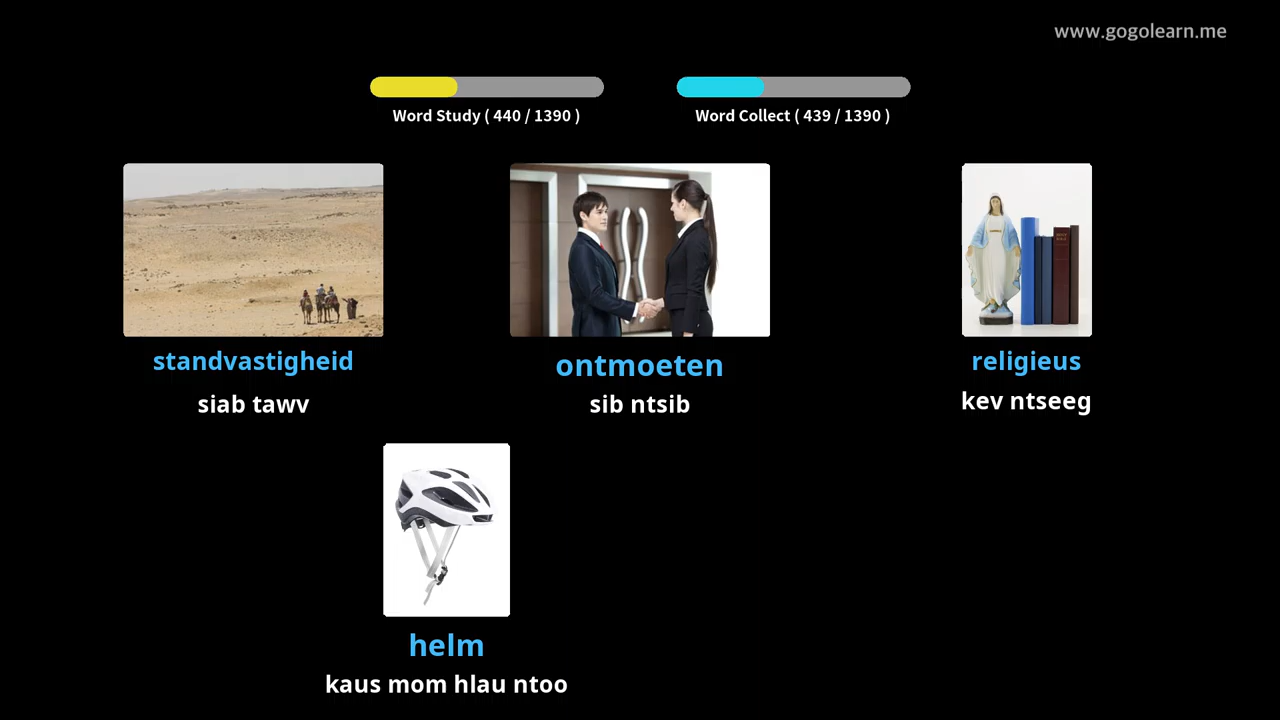 www.gogolearn.me
Word Study ( 440 / 1390 )
Word Collect ( 439 / 1390 )
standvastigheid
siab tawv
ontmoeten
sib ntsib
religieus
kev ntseeg
helm
kaus mom hlau ntoo